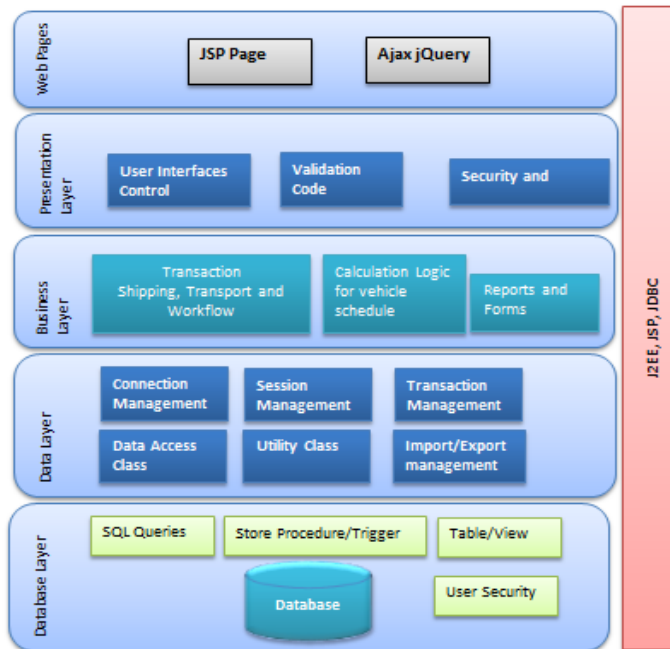 Web Pages
JSP Page
Ajax jQuery
Presentation
Layer
User Interfaces
Control
Validation
Code
Security and
Business
Layer
Transaction
Shipping, Transport and
Workflow
Calculation Logic
for vehicle
schedule
Reports and
Forms
Data Layer
Connection
Management
Session
Management
Transaction
Management
Data Access
Class
Utility Class
Import/Export
management
Database Layer
SQL Queries
Store Procedure/Trigger
Table/View
Database
User Security
J2EE, JSP, JDBC